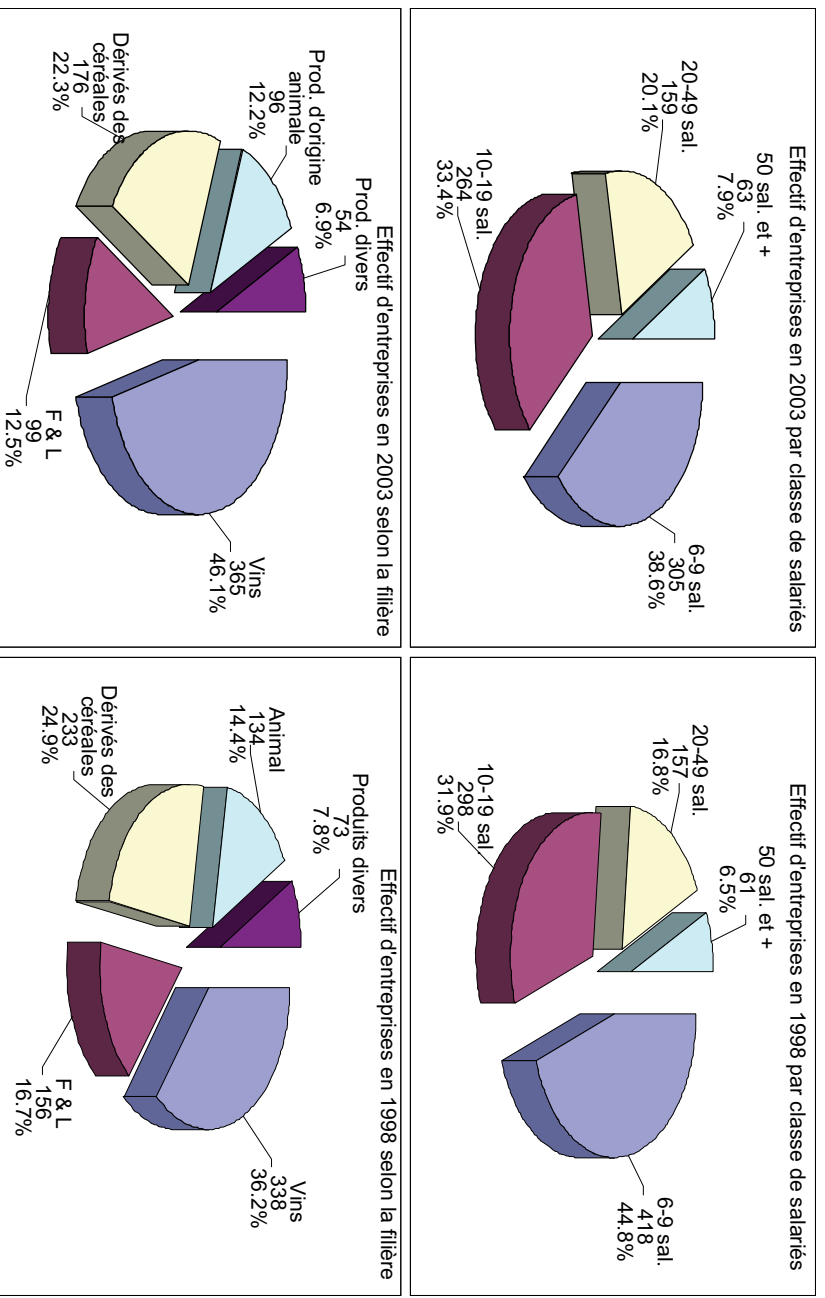 Effectif d'entreprises en 2003 par classe de salariés
50 sal. et +
63
7.9%
20-49 sal.
159
20.1%
10-19 sal.
264
33.4%
6-9 sal.
305
38.6%
Effectif d'entreprises en 1998 par classe de salariés
50 sal. et +
61
6.5%
20-49 sal.
157
16.8%
10-19 sal
298
31.9%
6-9 sal.
418
44.8%
Effectif d'entreprises en 2003 selon la filière
Prod. divers
54
6.9%
Prod. d'origine
animale
96
12.2%
Dérivés des
céréales
176
22.3%
F & L
99
12.5%
Vins
365
46.1%
Effectif d'entreprises en 1998 selon la filière
Produits divers
73
7.8%
Animal
134
14.4%
Dérivés des
céréales
233
24.9%
F & L
156
16.7%
Vins
338
36.2%